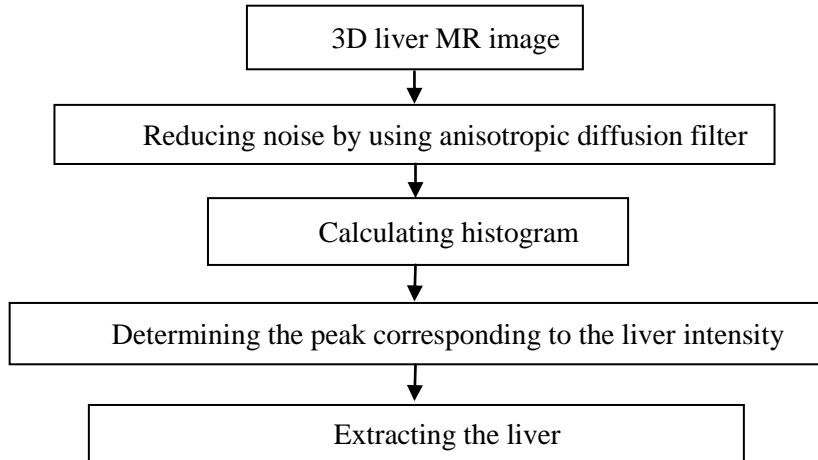 3D liver MR image
Reducing noise by using anisotropic diffusion filter
Calculating histogram
Determining the peak corresponding to the liver intensity
Extracting the liver